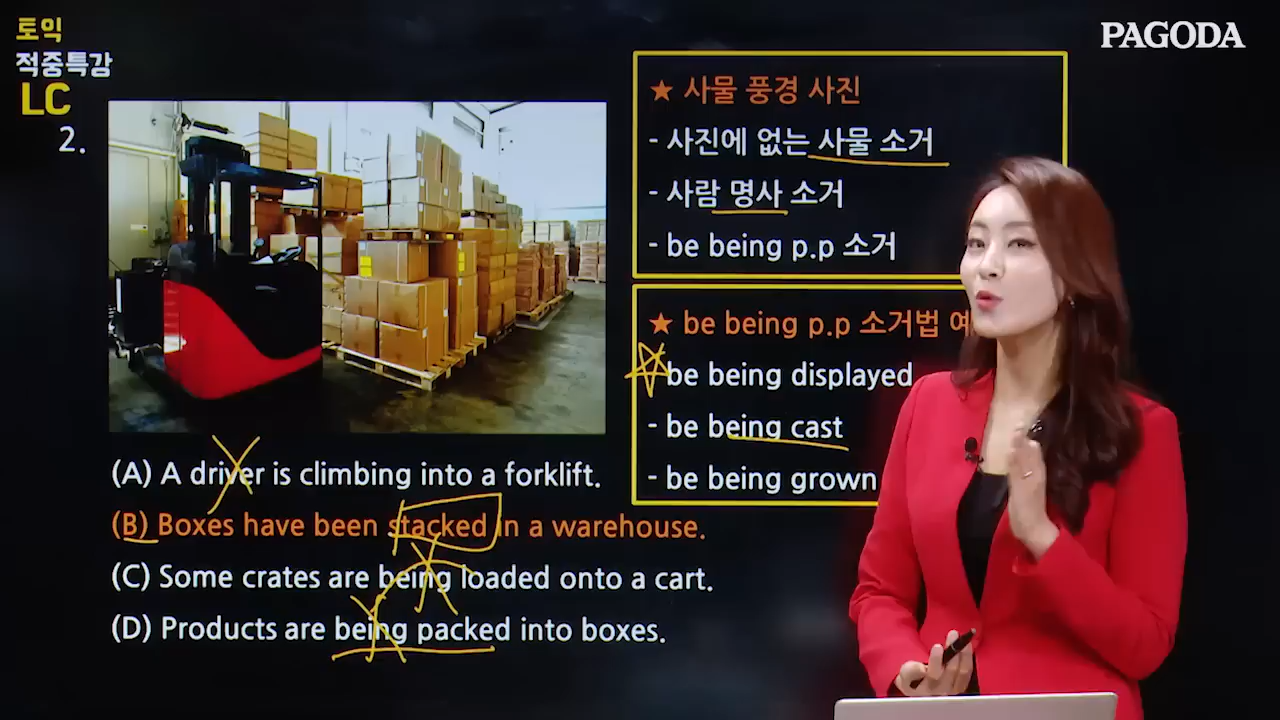 토익
적중특강
LC
PAGODA
2.
★ 사물 풍경 사진
- 사진에 없는 사물 소거
- 사람 명사 소거
- be being p.p 소거
★ be being p.p 소거법 예
be being displayed
- be being cast
- be being grown
(A) A driver is climbing into a forklift.
(B) Boxes have been stacked in a warehouse.
(C) Some crates are being loaded onto a cart.
(D) Products are being packed into boxes.